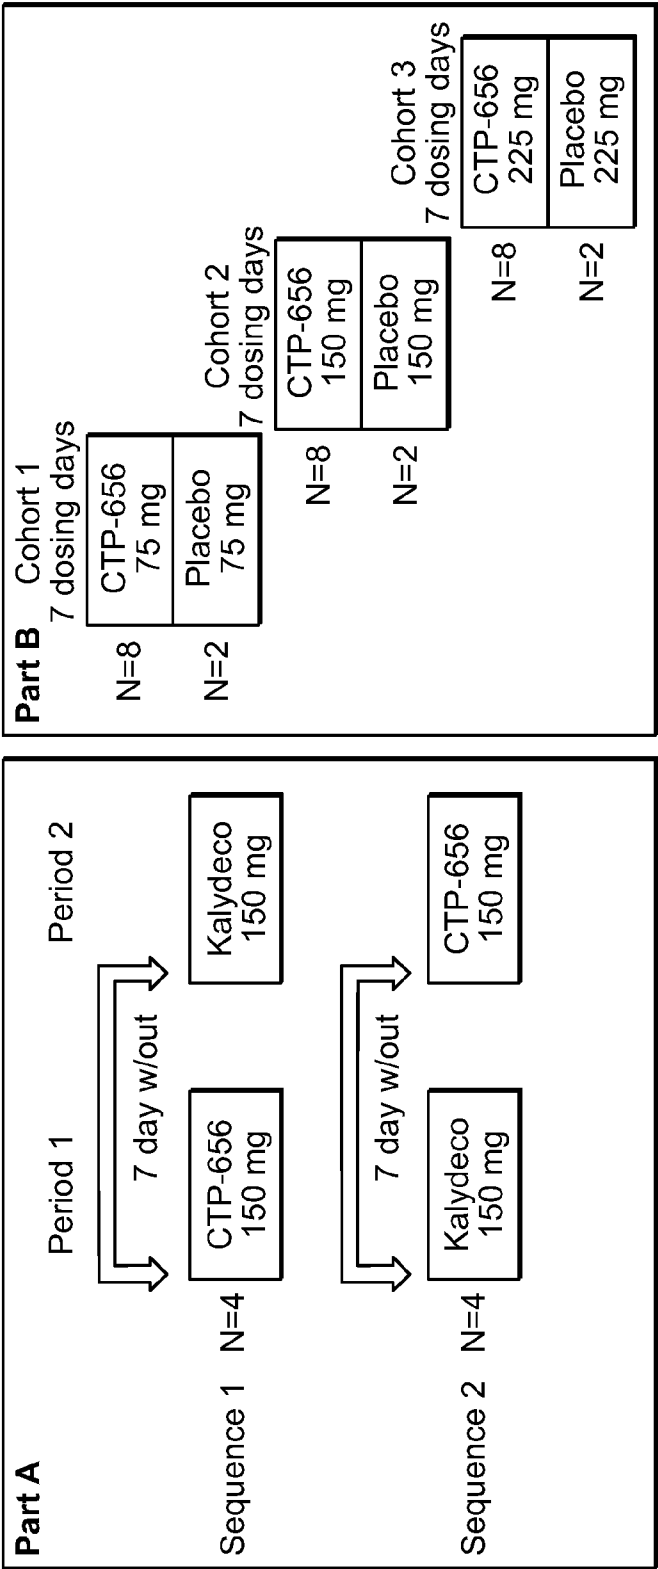 Part A
Period 1
Period 2
7 day w/out
Sequence 1
N=4
CTP-656
150 mg
Kalydeco
150 mg
7 day w/out
Sequence 2
N=4
Kalydeco
150 mg
CTP-656
150 mg
Part B
Cohort 1
7 dosing days
N=8
CTP-656
75 mg
N=2
Placebo
75 mg
Cohort 2
7 dosing days
N=8
CTP-656
150 mg
N=2
Placebo
150 mg
Cohort 3
7 dosing days
N=8
CTP-656
225 mg
N=2
Placebo
225 mg